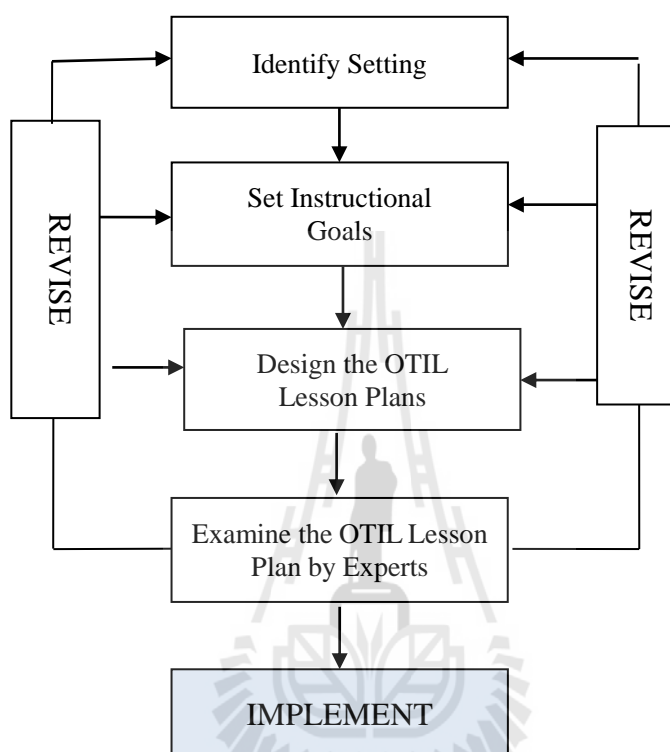 Identify Setting
REVISE
Set Instructional
Goals
REVISE
Design the OTIL
Lesson Plans
Examine the OTIL Lesson
Plan by Experts
IMPLEMENT